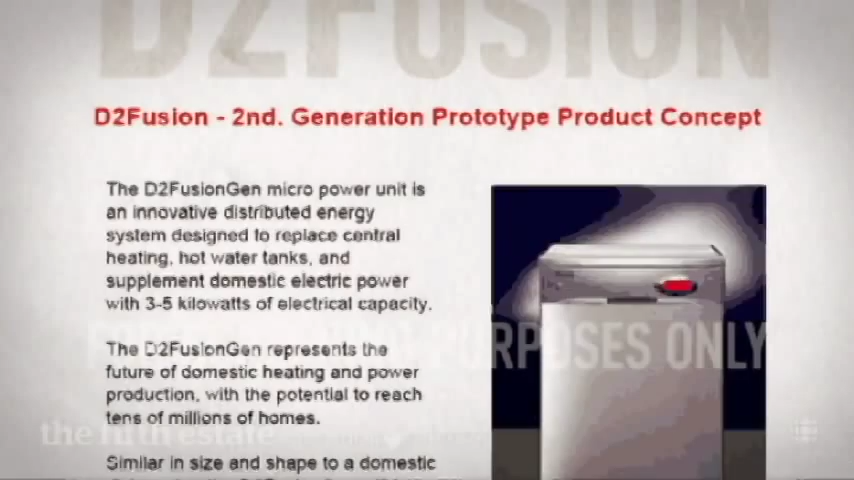 D2FUSION
D2Fusion - 2nd. Generation Prototype Product Concept
The D2FusionGen micro power unit is
an innovative distributed energy
system designed to replace central
heating, hot water tanks, and
supplement domestic electric power
with 3-5 kilowatts of electrical capacity.
PURPOSES ONLY
The D2FusionGen represents the
future of domestic heating and power
production, with the potential to reach
tens of millions of homes.
the fifth estate
Similar in size and shape to a domestic